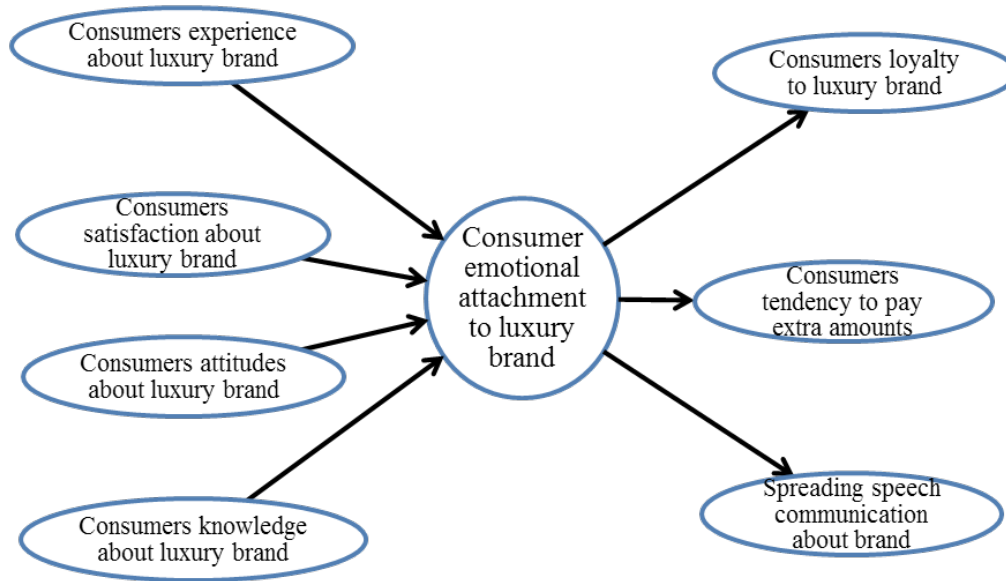 Consumers experience
about luxury brand
Consumers
satisfaction about
luxury brand
Consumers attitudes
about luxury brand
Consumers knowledge
about luxury brand
Consumer
emotional
attachment
to luxury
brand
Consumers loyalty
to luxury brand
Consumers
tendency to pay
extra amounts
Spreading speech
communication
about brand